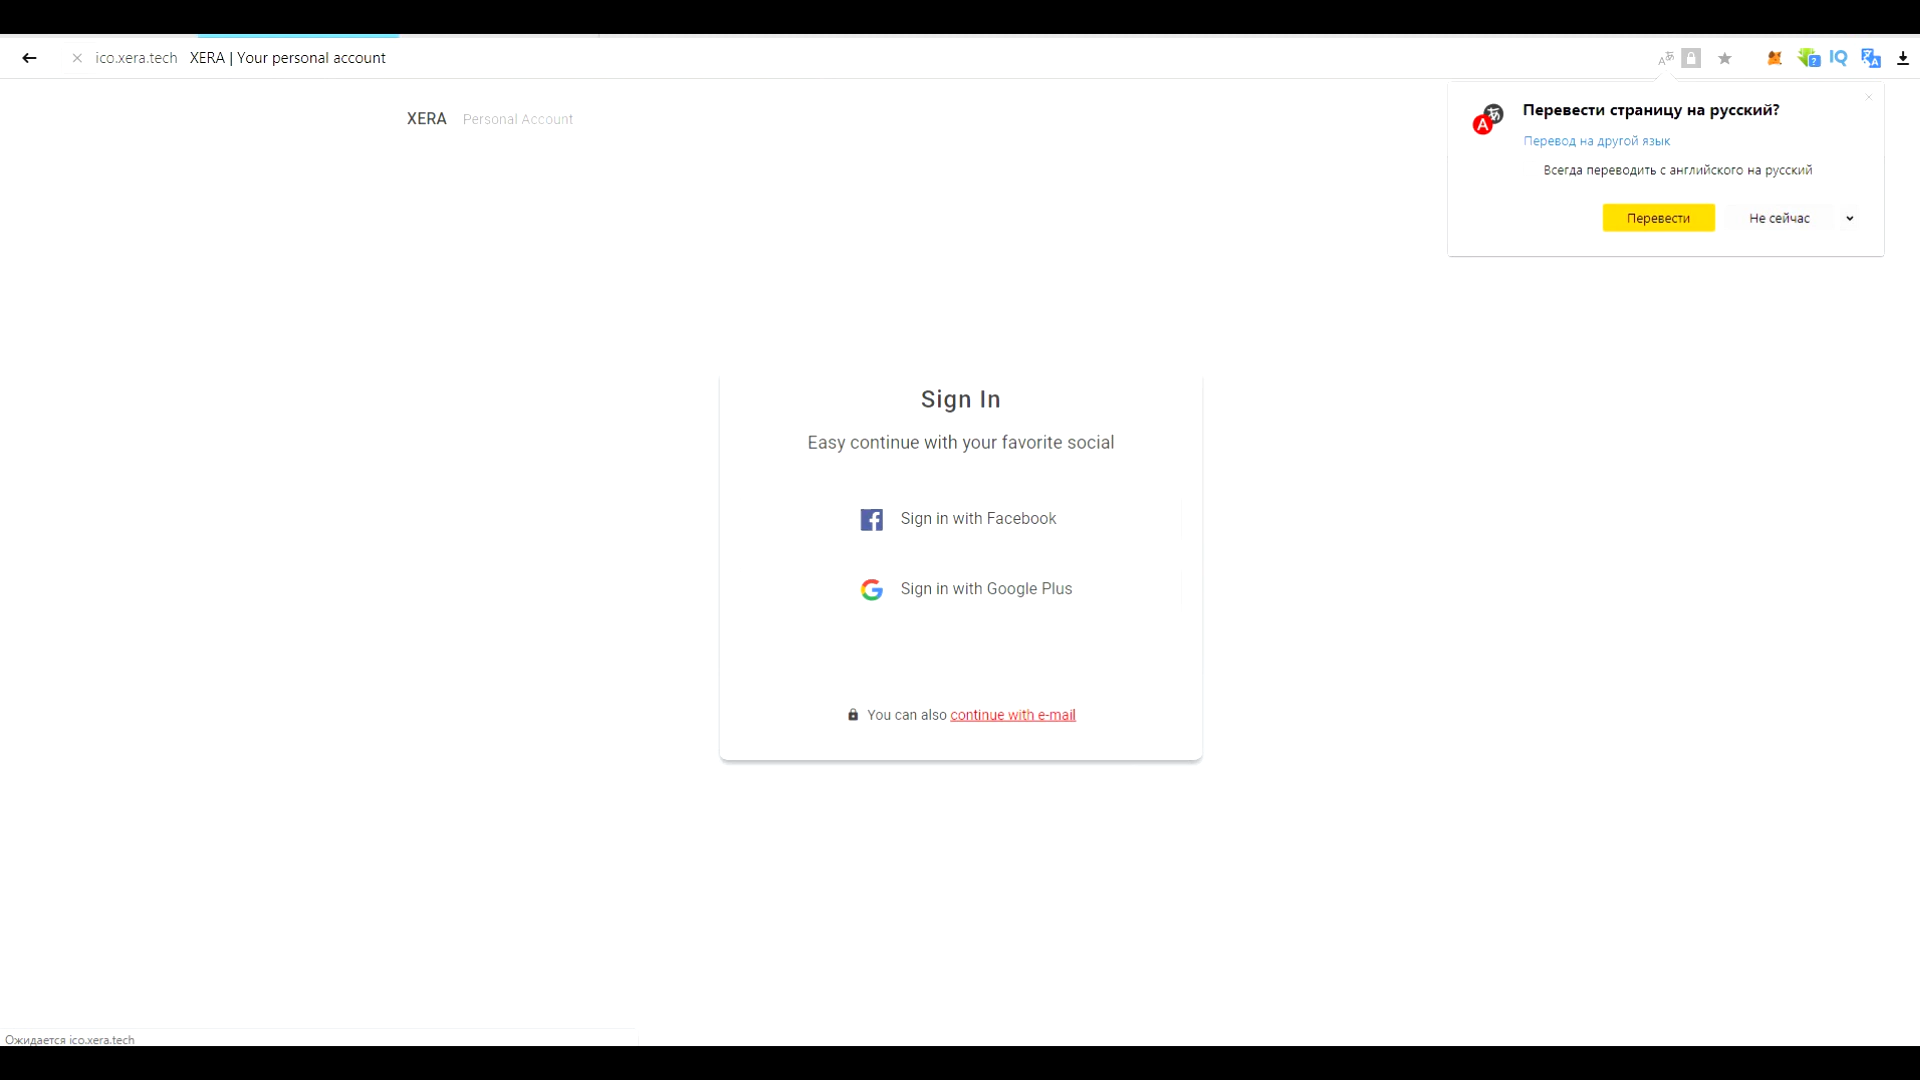 ico.xera.tech XERA | Your personal account
XERA Personal Account
Перевести страницу на русский?
Перевод на другой язык
Всегда переводить с английского на русский
Перевести Не сейчас
Sign In
Easy continue with your favorite social
Sign in with Facebook
Sign in with Google Plus
You can also continue with e-mail
Ожидается ico.xera.tech